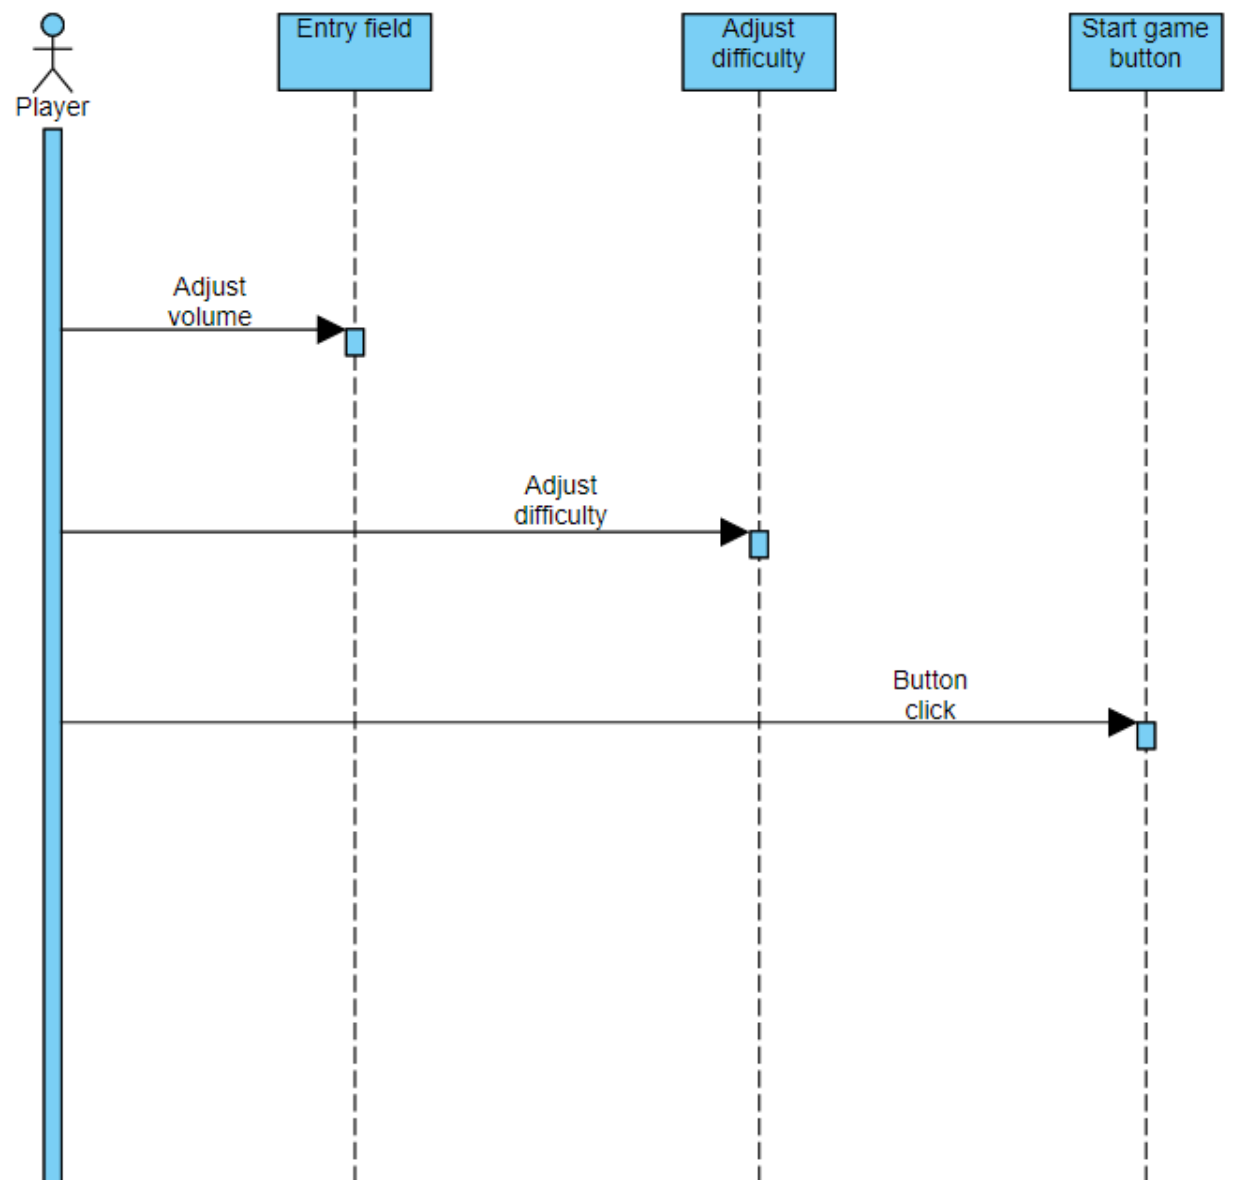 Entry field
Adjust
difficulty
Start game
button
Player
Adjust
volume
Adjust
difficulty
Button
click